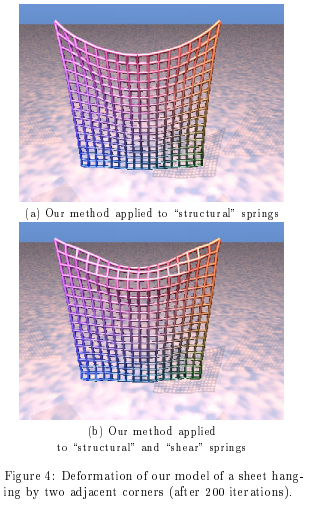 (a) Our method applied to “structural” springs
(b) Our method applied
to “structural” and “shear” springs
Figure 4: Deformation of our model of a sheet hang-
ing by two adjacent corners (after 200 iterations).